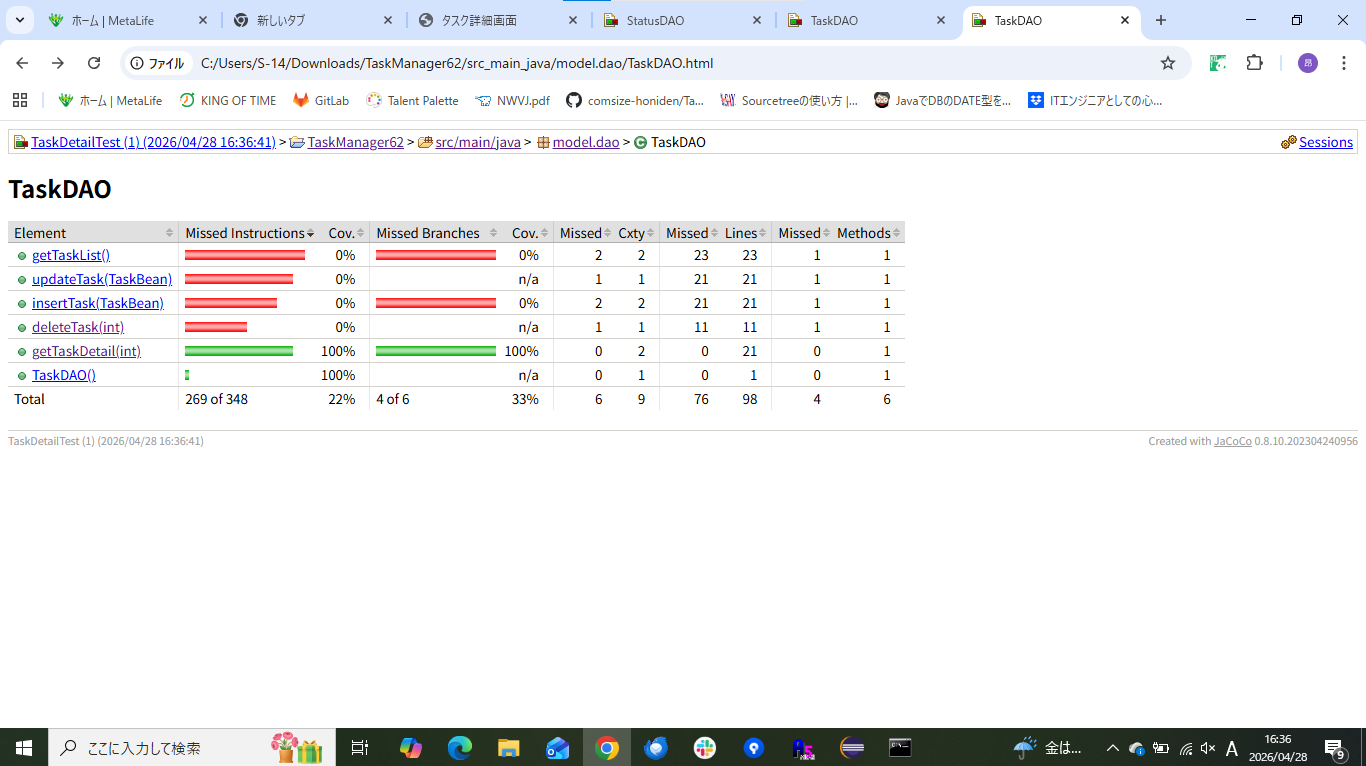 ホーム | MetaLife
新しいタブ
タスク詳細画面
StatusDAO
TaskDAO
TaskDAO
ファイル C:/Users/S-14/Downloads/TaskManager62/src_main_java/model.dao/TaskDAO.html
昂
ホーム | MetaLife
KING OF TIME
GitLab
Talent Palette
NWVJ.pdf
comsize-honiden/Ta...
Sourcetreeの使い方 |...
JavaでDBのDATE型を...
ITエンジニアとしての心...
TaskDetailTest (1) (2026/04/28 16:36:41) > TaskManager62 > src/main/java > model.dao > TaskDAO
Sessions
TaskDAO
Element Missed Instructions Cov. Missed Branches Cov. Missed Cxty Missed Lines Missed Methods
getTaskList() 0% 0% 2 2 23 23 1 1
updateTask(TaskBean) 0% n/a 1 1 21 21 1 1
insertTask(TaskBean) 0% 0% 2 2 21 21 1 1
deleteTask(int) 0% n/a 1 1 11 11 1 1
getTaskDetail(int) 100% 100% 0 2 0 21 0 1
TaskDAO() 100% n/a 0 1 0 1 0 1
Total 269 of 348 22% 4 of 6 33% 6 9 76 98 4 6
TaskDetailTest (1) (2026/04/28 16:36:41)
Created with JaCoCo 0.8.10.202304240956
ここに入力して検索
金は...
A
16:36
2026/04/28
9